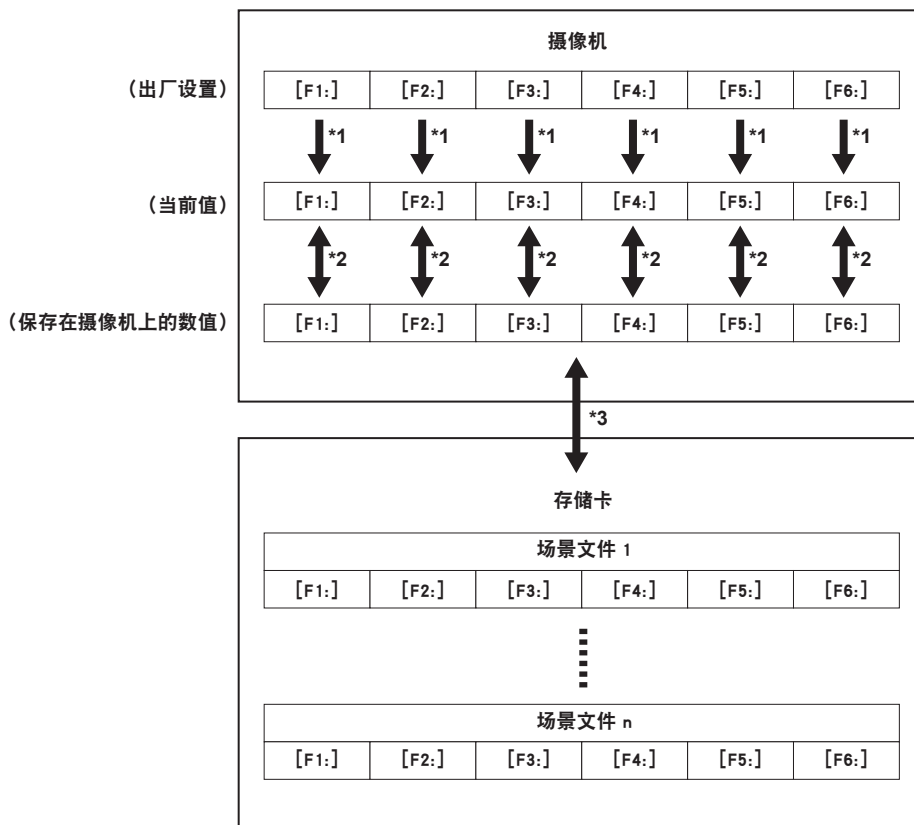 摄像机
（出厂设置） [F1:] [F2:] [F3:] [F4:] [F5:] [F6:]
*1 *1 *1 *1 *1 *1
（当前值） [F1:] [F2:] [F3:] [F4:] [F5:] [F6:]
*2 *2 *2 *2 *2 *2
（保存在摄像机上的数值） [F1:] [F2:] [F3:] [F4:] [F5:] [F6:]
*3
存储卡
场景文件 1
[F1:] [F2:] [F3:] [F4:] [F5:] [F6:]
场景文件 n
[F1:] [F2:] [F3:] [F4:] [F5:] [F6:]